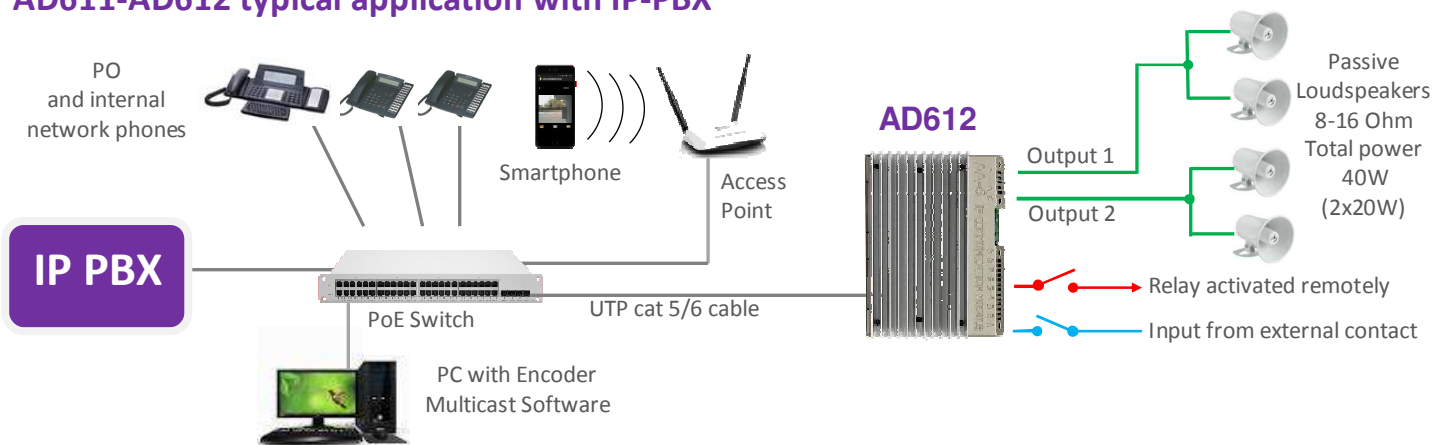 AD611-AD612 typical application with IP-PBX
PO
and internal
network phones
Smartphone
Access
Point
AD612
Output 1
Output 2
Passive
Loudspeakers
8-16 Ohm
Total power
40W
(2x20W)
IP PBX
PoE Switch
UTP cat 5/6 cable
Relay activated remotely
Input from external contact
PC with Encoder
Multicast Software